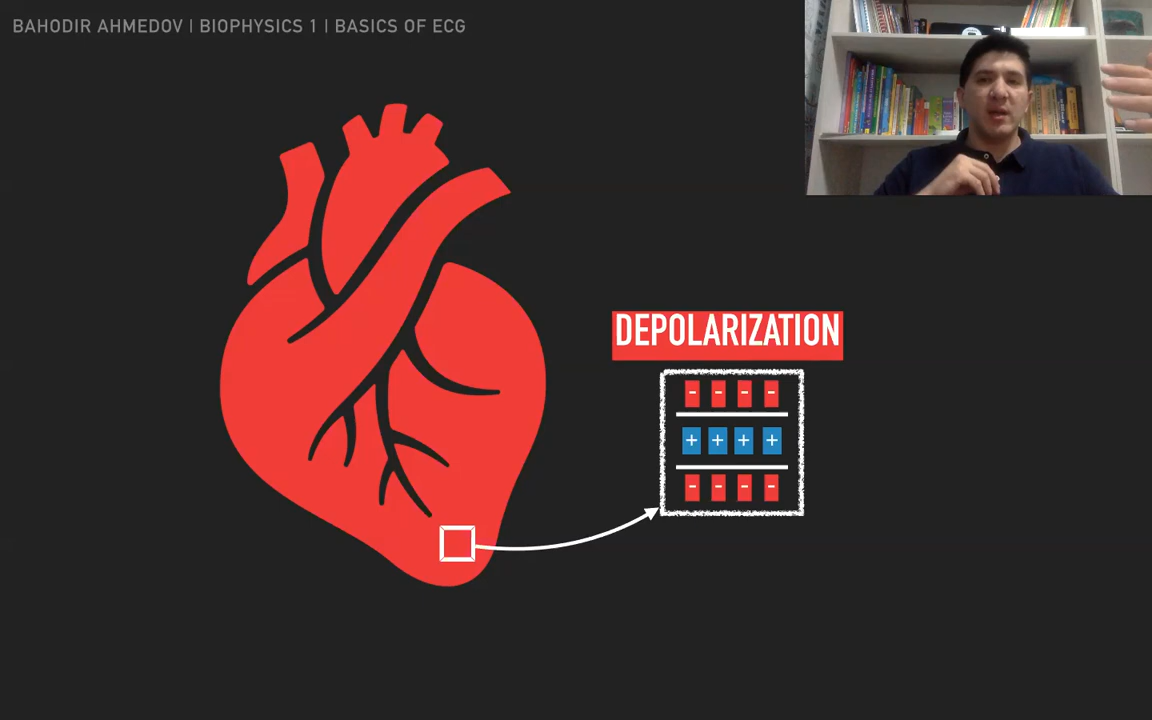 BAHODIR AHMEDOV | BIOPHYSICS 1 | BASICS OF ECG
DEPOLARIZATION
- - - -
+ + + +
- - - -